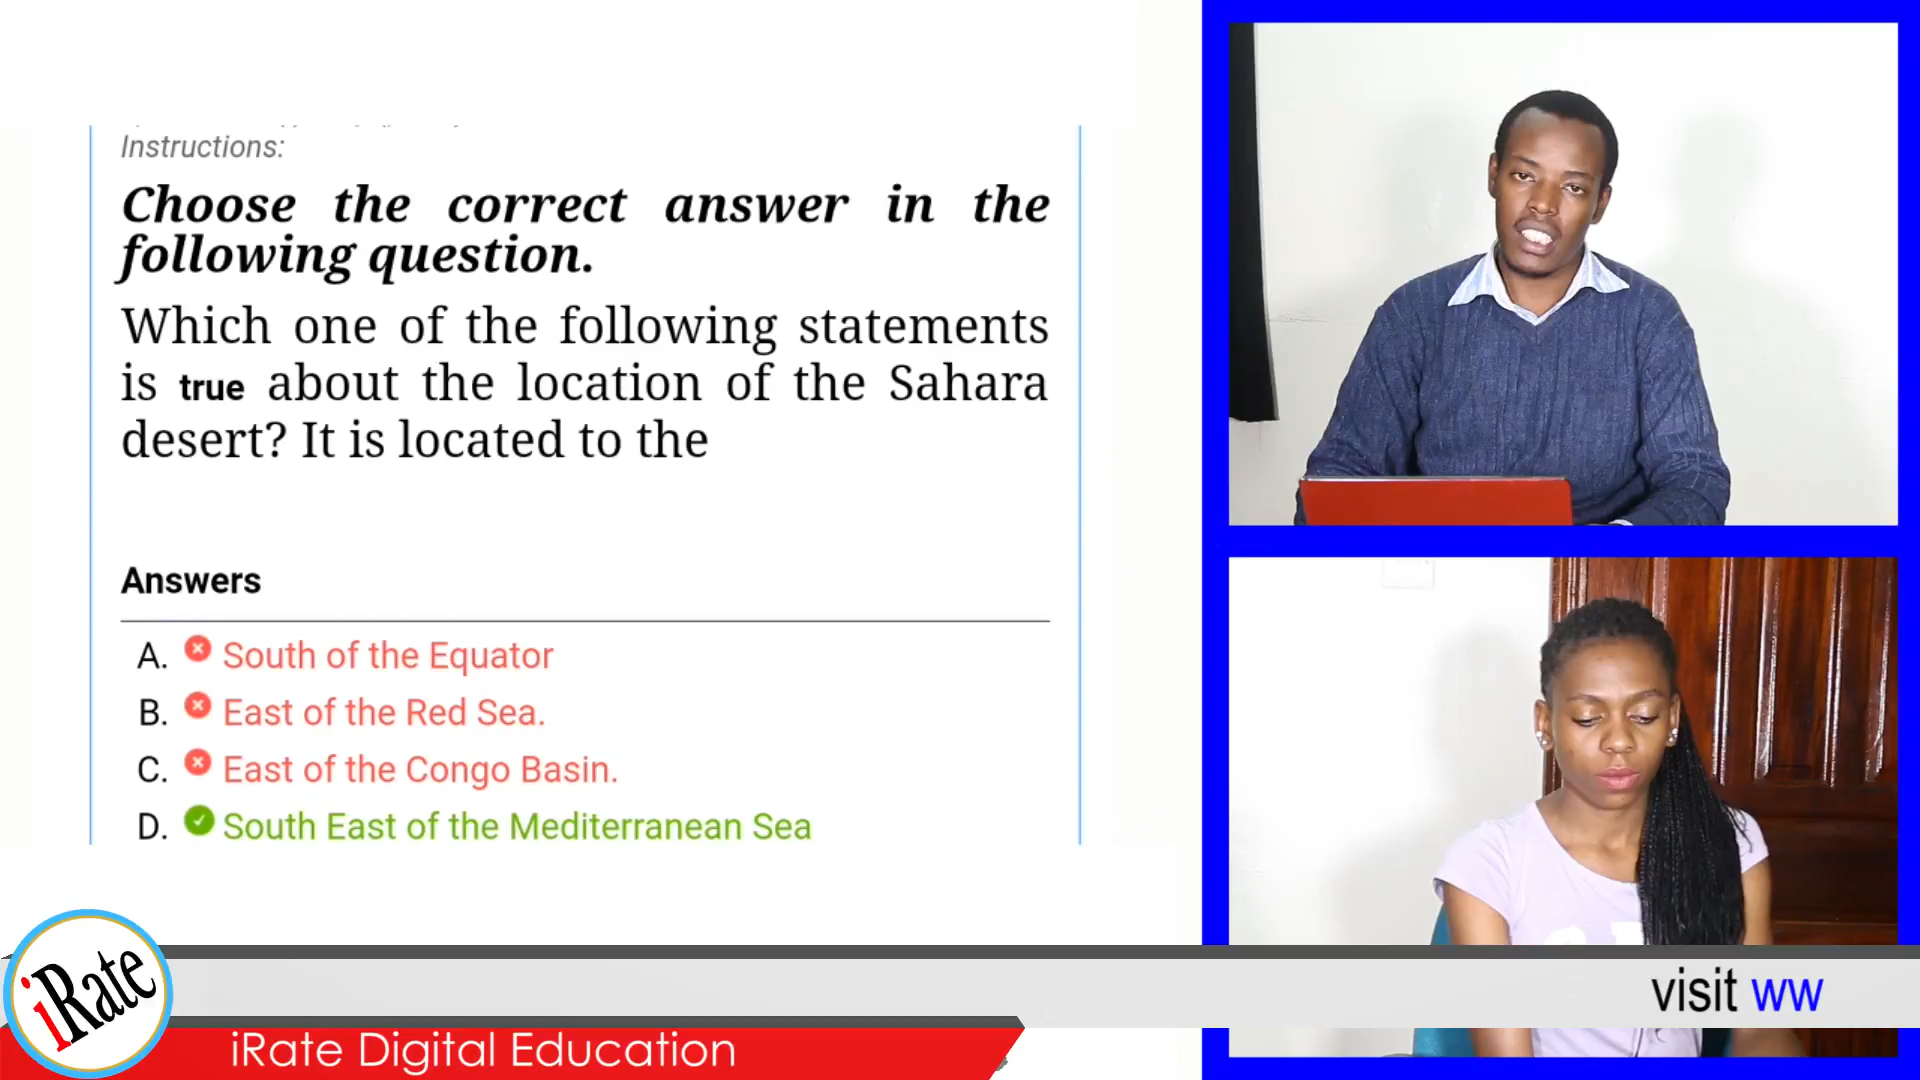 Instructions:
Choose the correct answer in the
following question.
Which one of the following statements
is true about the location of the Sahara
desert? It is located to the
Answers
A. South of the Equator
B. East of the Red Sea.
C. East of the Congo Basin.
D. South East of the Mediterranean Sea
iRate
visit ww
iRate Digital Education